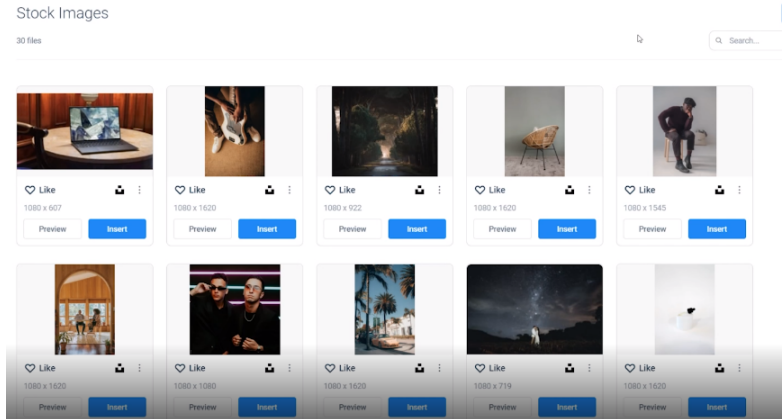 Stock Images
30 files
Search...
Like Like Like Like Like
1080 x 607 1080 x 1620 1080 x 922 1080 x 1620 1080 x 1545
Preview Insert Preview Insert Preview Insert Preview Insert Preview Insert
Like Like Like Like Like
1080 x 1620 1080 x 1080 1080 x 1620 1080 x 719 1080 x 1620
Preview Insert Preview Insert Preview Insert Preview Insert Preview Insert